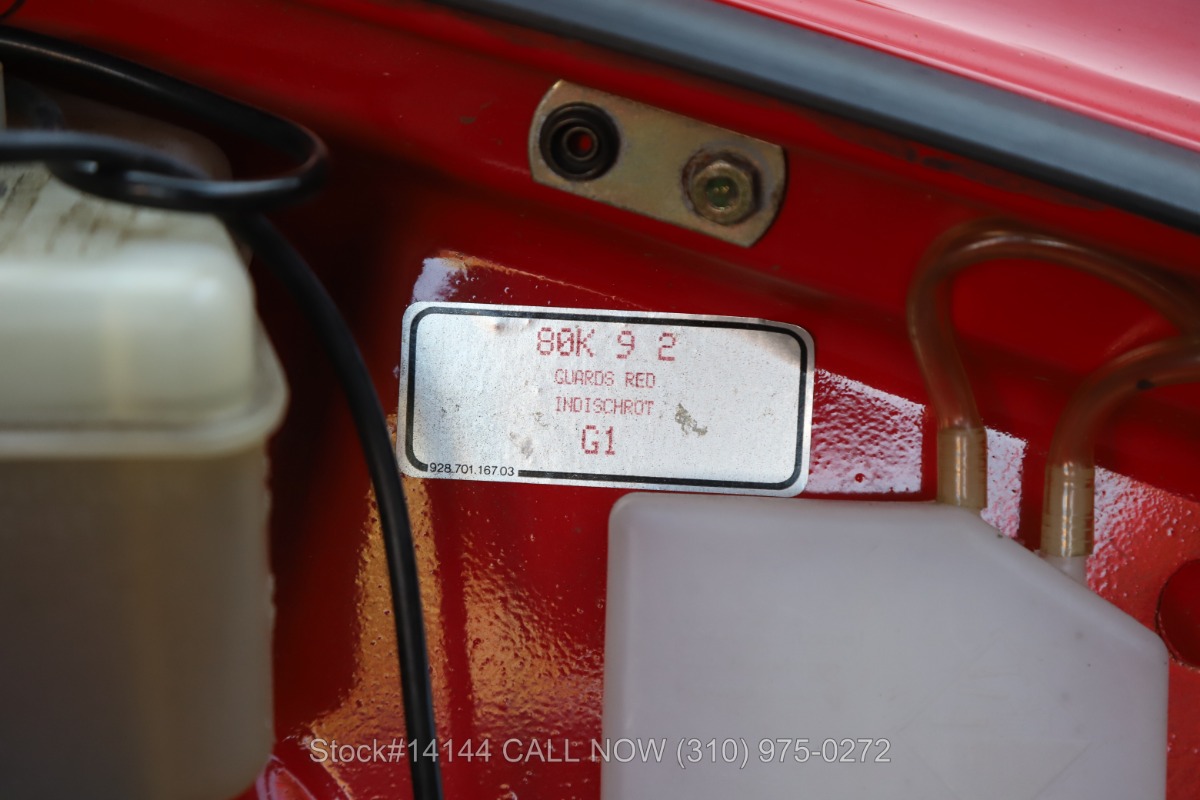 80K 9 2
GUARDS RED
INDISCHROT
G1
928.701.167.03
Stock#14144 CALL NOW (310) 975-0272